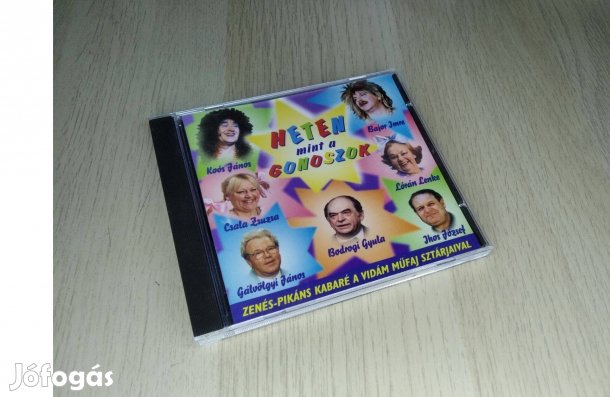 HETEN
mint a
GONOSZOK
Koós János
Bajor Imre
Csala Zsuzsa
Lórán Lenke
Gálvölgyi János
Bodrogi Gyula
Ihos József
ZENÉS-PIKÁNS KABARÉ A VIDÁM MŰFAJ SZTÁRJAIVAL
Jófogás